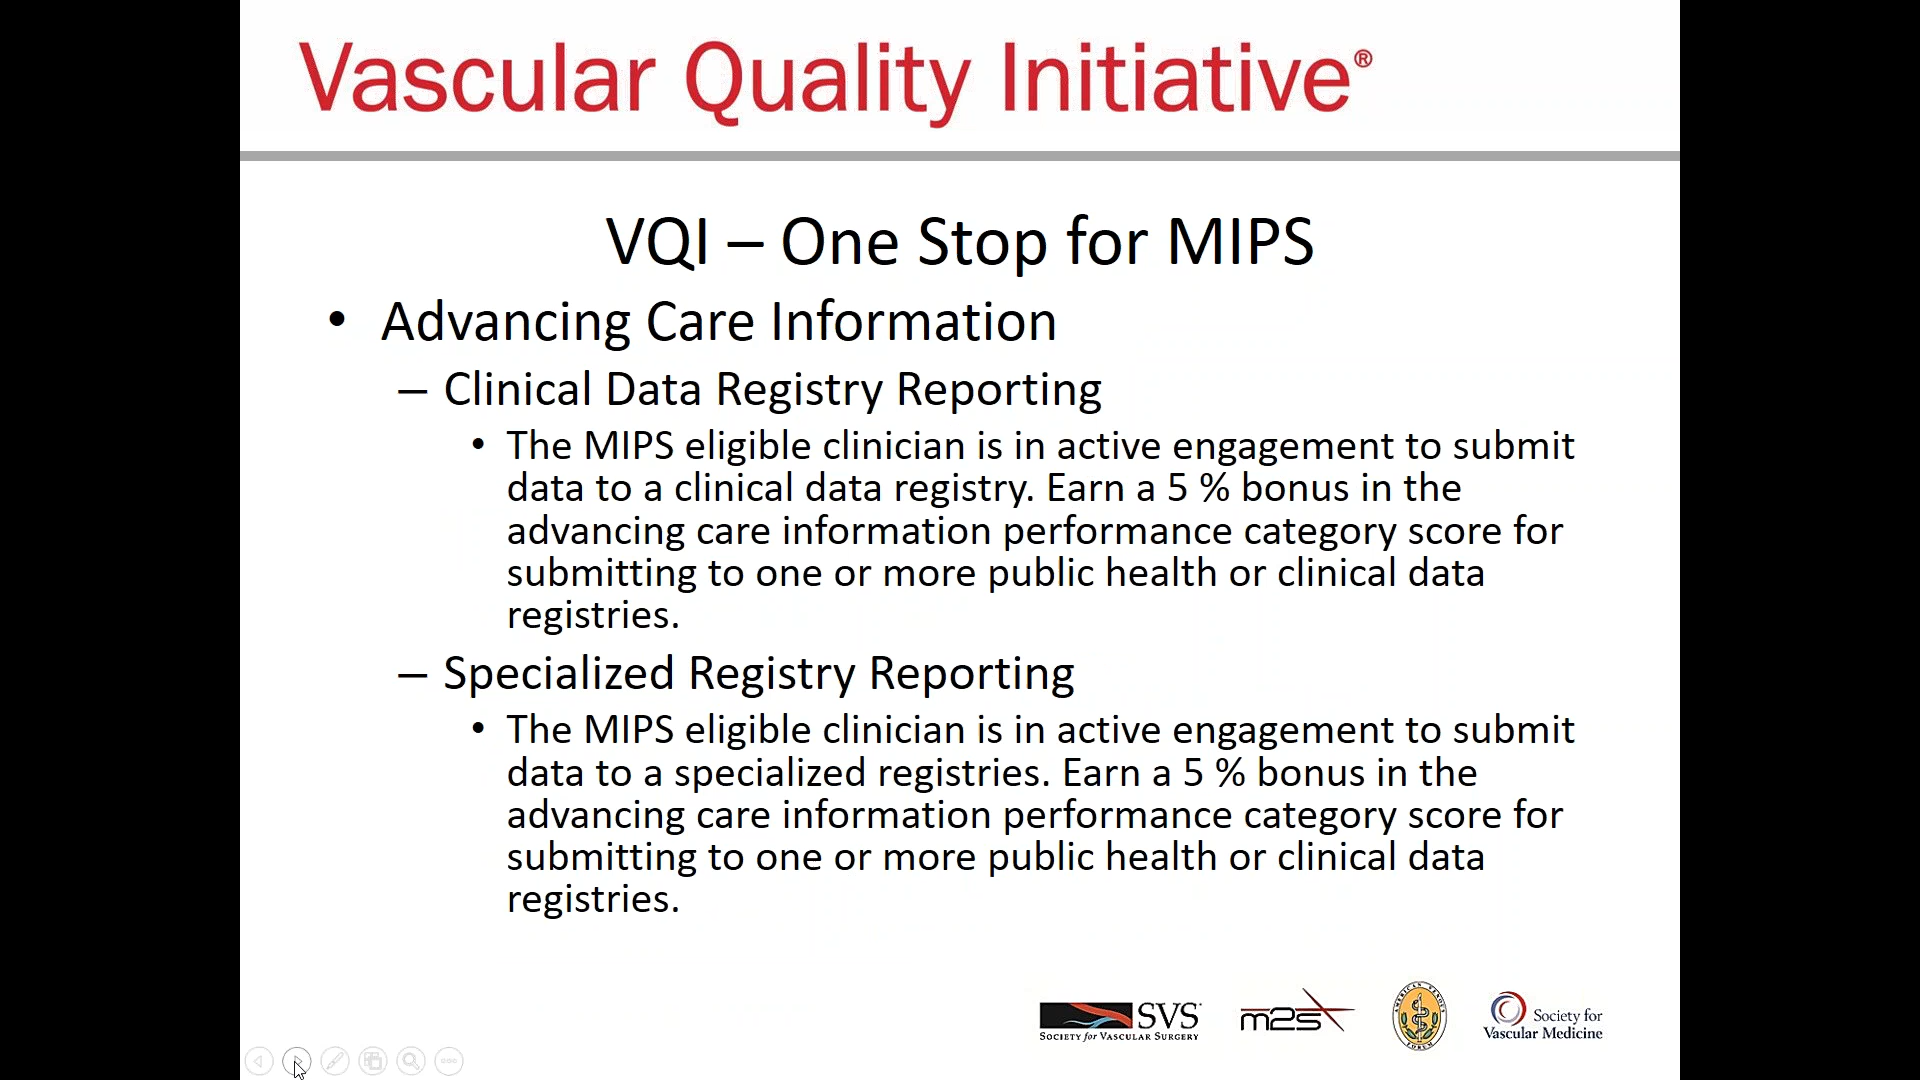 Vascular Quality Initiative®
VQI – One Stop for MIPS
• Advancing Care Information
– Clinical Data Registry Reporting
• The MIPS eligible clinician is in active engagement to submit
data to a clinical data registry. Earn a 5 % bonus in the
advancing care information performance category score for
submitting to one or more public health or clinical data
registries.
– Specialized Registry Reporting
• The MIPS eligible clinician is in active engagement to submit
data to a specialized registries. Earn a 5 % bonus in the
advancing care information performance category score for
submitting to one or more public health or clinical data
registries.
SVS
SOCIETY for VASCULAR SURGERY
m2s
AMERICAN VENOUS
FORUM
Society for
Vascular Medicine